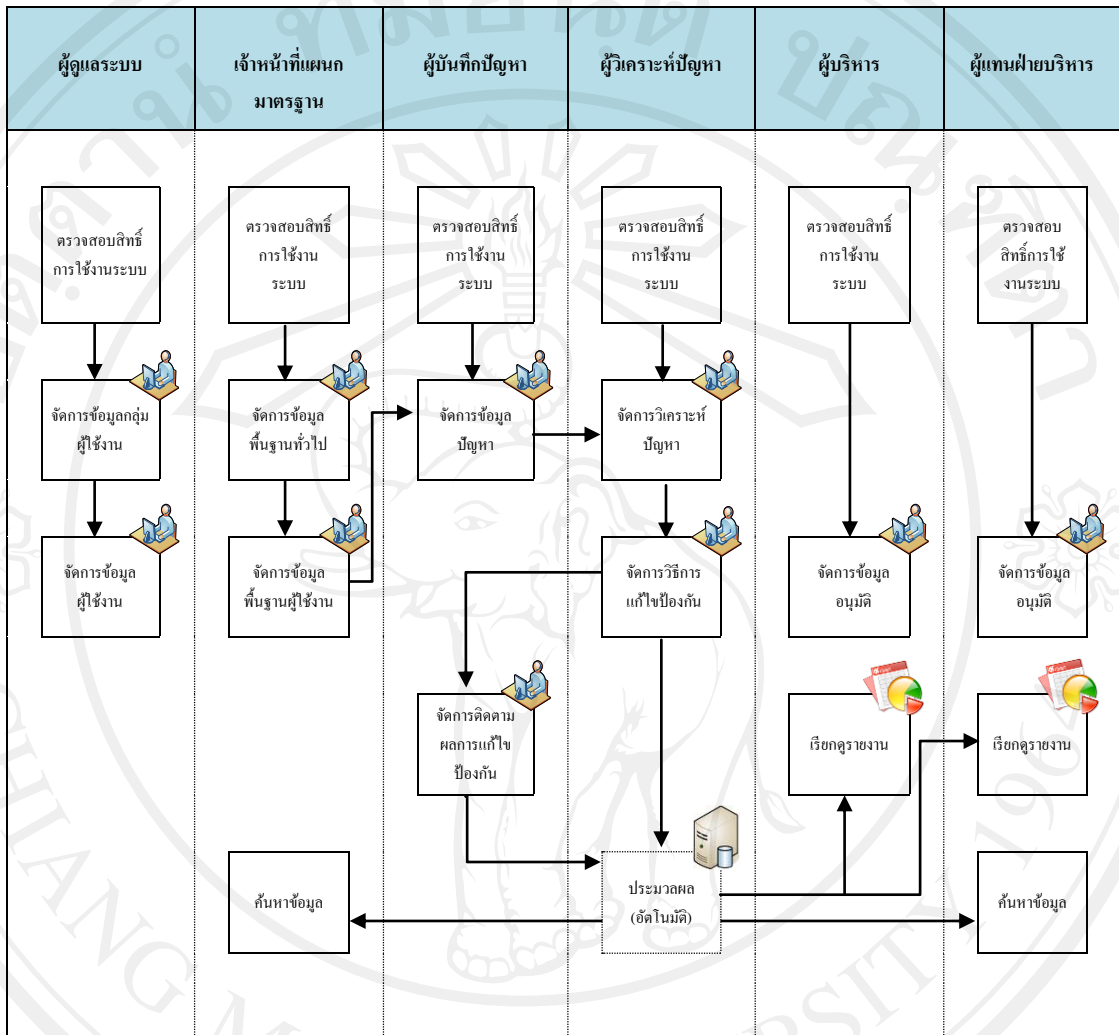 ผู้ดูแลระบบ
เจ้าหน้าที่แผนก
มาตรฐาน
ผู้บันทึกปัญหา
ผู้วิเคราะห์ปัญหา
ผู้บริหาร
ผู้แทนฝ่ายบริหาร
ตรวจสอบสิทธิ์
การใช้งานระบบ
ตรวจสอบสิทธิ์
การใช้งาน
ระบบ
ตรวจสอบสิทธิ์
การใช้งาน
ระบบ
ตรวจสอบสิทธิ์
การใช้งาน
ระบบ
ตรวจสอบสิทธิ์
การใช้งาน
ระบบ
ตรวจสอบ
สิทธิ์การใช้
งานระบบ
จัดการข้อมูลกลุ่ม
ผู้ใช้งาน
จัดการข้อมูล
พื้นฐานทั่วไป
จัดการข้อมูล
ปัญหา
จัดการวิเคราะห์
ปัญหา
จัดการข้อมูล
ผู้ใช้งาน
จัดการข้อมูล
พื้นฐานผู้ใช้งาน
จัดการวิธีการ
แก้ไขป้องกัน
จัดการข้อมูล
อนุมัติ
จัดการข้อมูล
อนุมัติ
จัดการติดตาม
ผลการแก้ไข
ป้องกัน
เรียกดูรายงาน
เรียกดูรายงาน
ค้นหาข้อมูล
ประมวลผล
(อัตโนมัติ)
ค้นหาข้อมูล